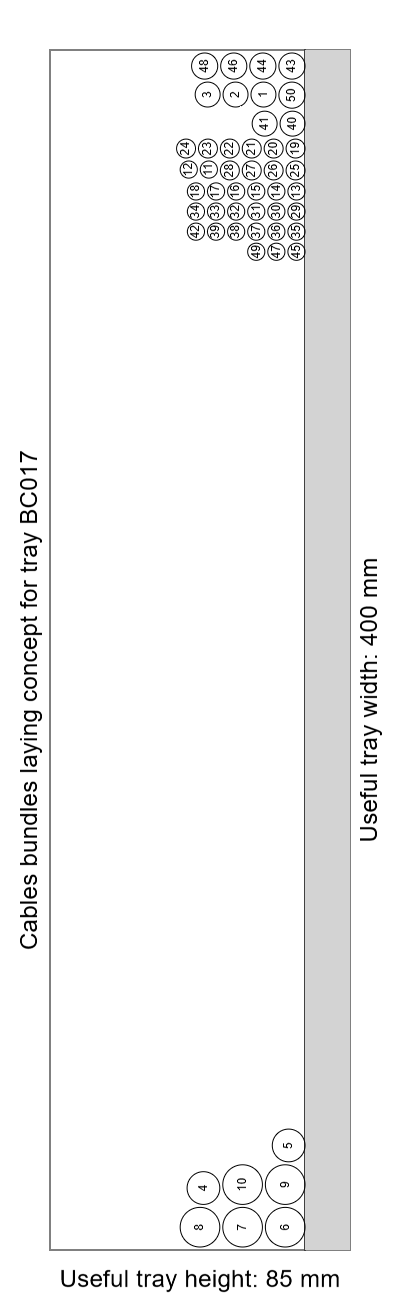 Cables bundles laying concept for tray BC017
48 46 44 43
3 2 1 50
41 40
24 23 22 21 20 19
12 11 28 27 26 25
18 17 16 15 14 13
34 33 32 31 30 29
42 39 38 37 36 35
49 47 45
5
4 10 9
8 7 6
Useful tray width: 400 mm
Useful tray height: 85 mm